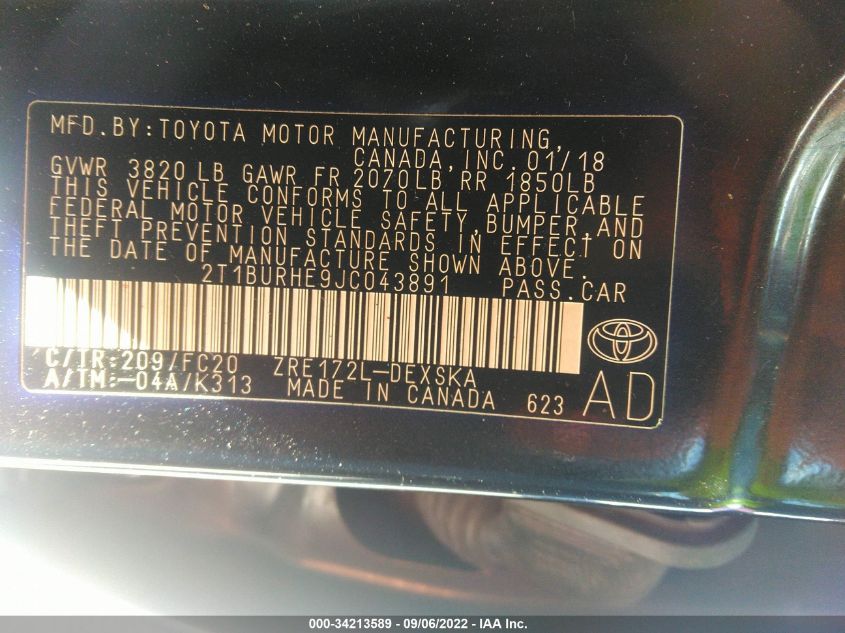 MFD.BY:TOYOTA MOTOR MANUFACTURING,
CANADA,INC.01/18
GVWR 3820 LB GAWR FR 2070LB RR 1850LB
THIS VEHICLE CONFORMS TO ALL APPLICABLE
FEDERAL MOTOR VEHICLE SAFETY,BUMPER,AND
THEFT PREVENTION STANDARDS IN EFFECT ON
THE DATE OF MANUFACTURE SHOWN ABOVE.
2T1BURHE9JC043891 PASS.CAR
C/TR:209/FC20 ZRE172L-DEXSKA
A/TM:-04A/K313 MADE IN CANADA 623 AD
000-34213589 - 09/06/2022 - IAA Inc.